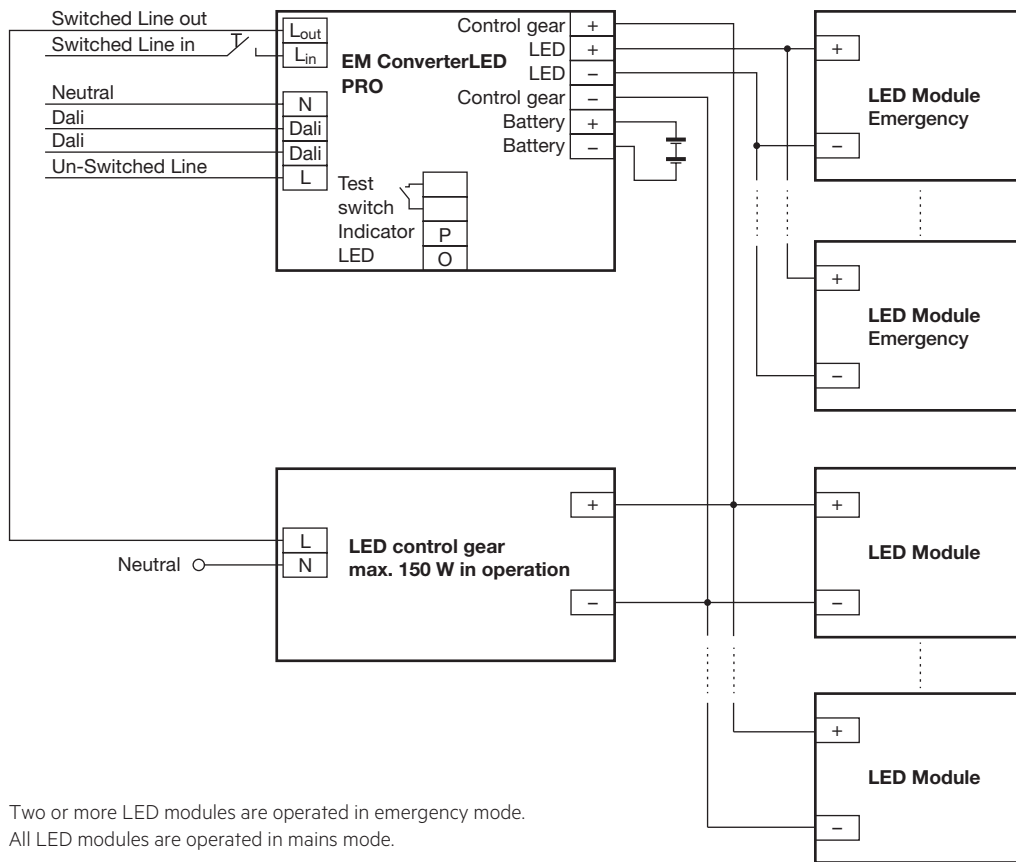 Switched Line out
Switched Line in
Neutral
Dali
Dali
Un-Switched Line
Lout
Lin
N
Dali
Dali
L
EM ConverterLED
PRO
Test
switch
Indicator P
LED O
Control gear +
LED +
LED −
Control gear −
Battery +
Battery −
+
LED Module
Emergency
−
+
LED Module
Emergency
−
L
N
Neutral
LED control gear
max. 150 W in operation
+
−
+
LED Module
−
+
LED Module
−
Two or more LED modules are operated in emergency mode.
All LED modules are operated in mains mode.